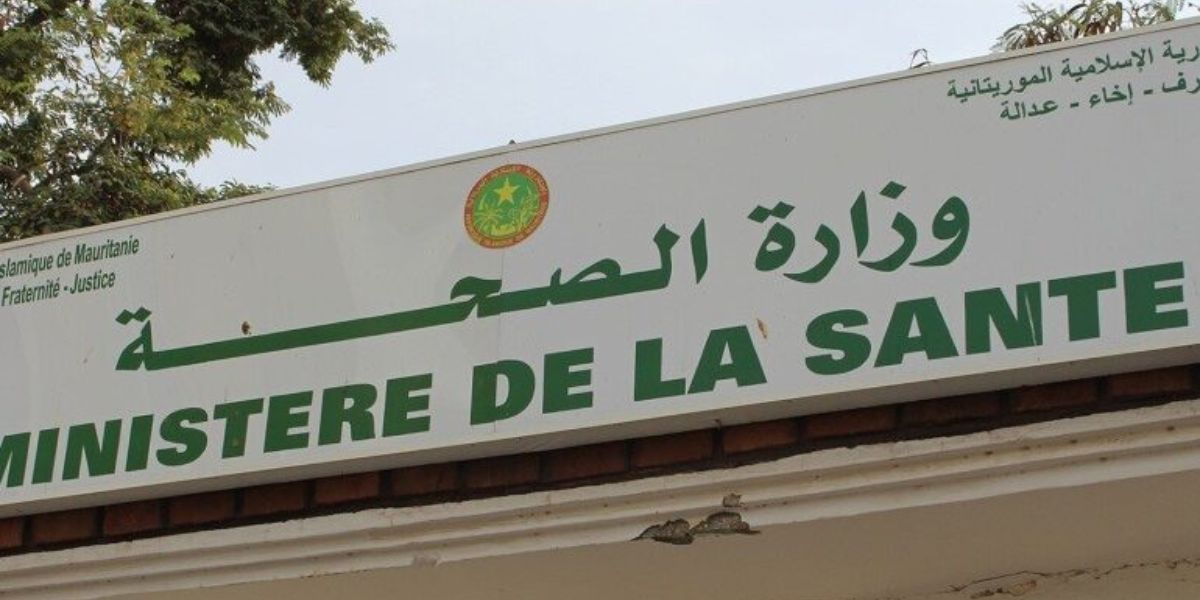 رية الإسلامية الموريتانية
رف - إخاء - عدالة
slamique de Mauritanie
Fraternité - Justice
وزارة الصحة
MINISTERE DE LA SANTE